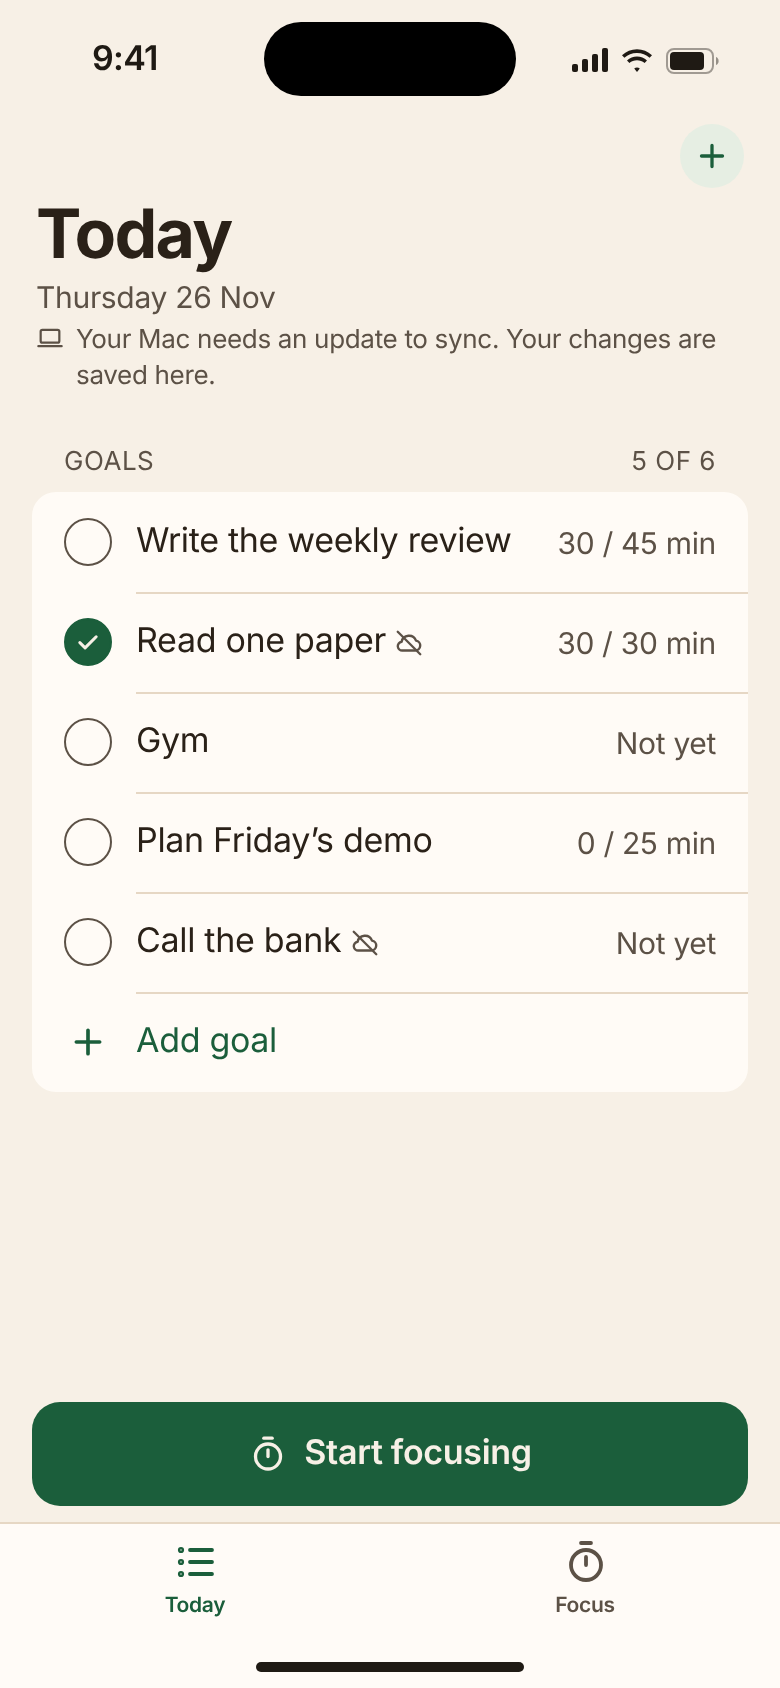 9:41
Today
Thursday 26 Nov
Your Mac needs an update to sync. Your changes are
saved here.
GOALS 5 OF 6
Write the weekly review 30 / 45 min
Read one paper 30 / 30 min
Gym Not yet
Plan Friday’s demo 0 / 25 min
Call the bank Not yet
Add goal
Start focusing
Today Focus